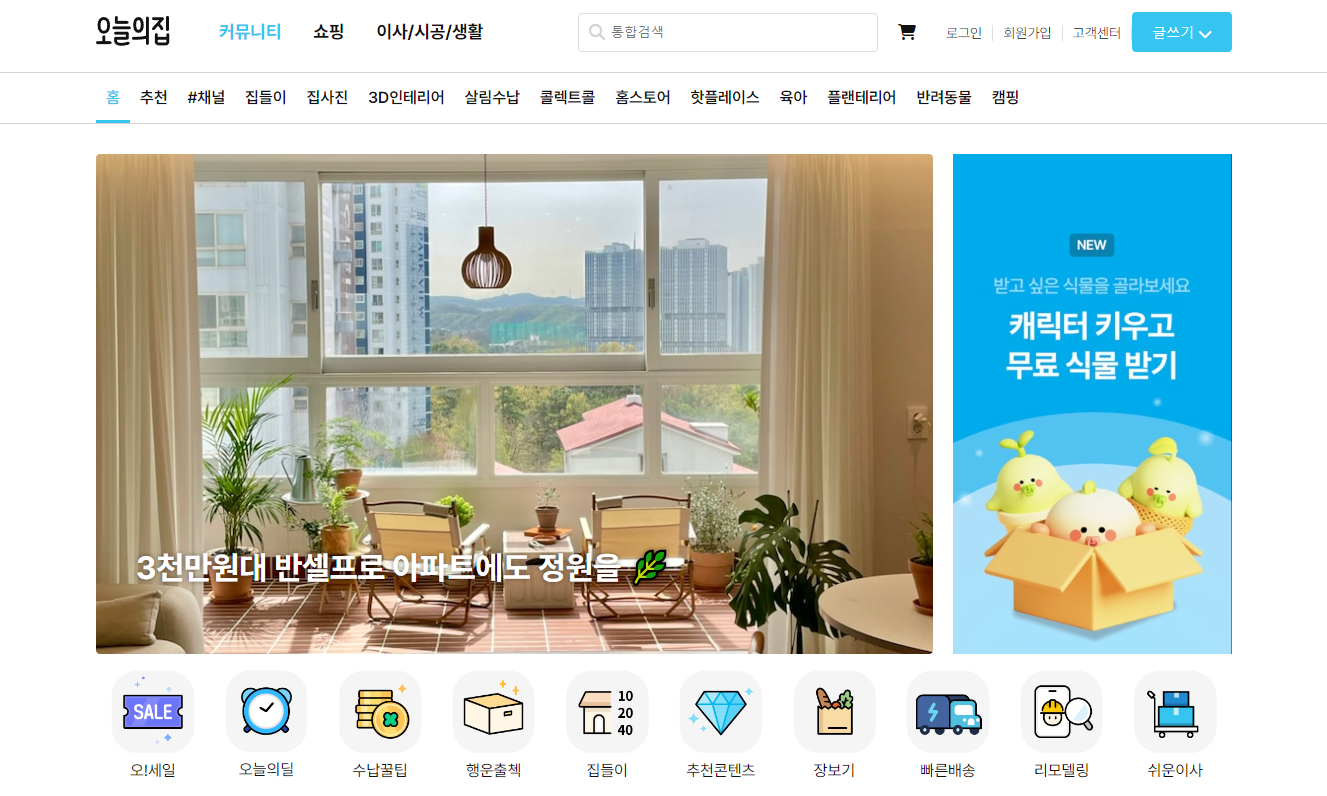 오늘의집
커뮤니티 쇼핑 이사/시공/생활
통합검색
로그인 회원가입 고객센터
글쓰기
홈 추천 #채널 집들이 집사진 3D인테리어 살림수납 콜렉트콜 홈스토어 핫플레이스 육아 플랜테리어 반려동물 캠핑
3천만원대 반셀프로 아파트에도 정원을
NEW
받고 싶은 식물을 골라보세요
캐릭터 키우고
무료 식물 받기
SALE
10
20
40
오!세일 오늘의딜 수납꿀팁 행운출첵 집들이 추천콘텐츠 장보기 빠른배송 리모델링 쉬운이사